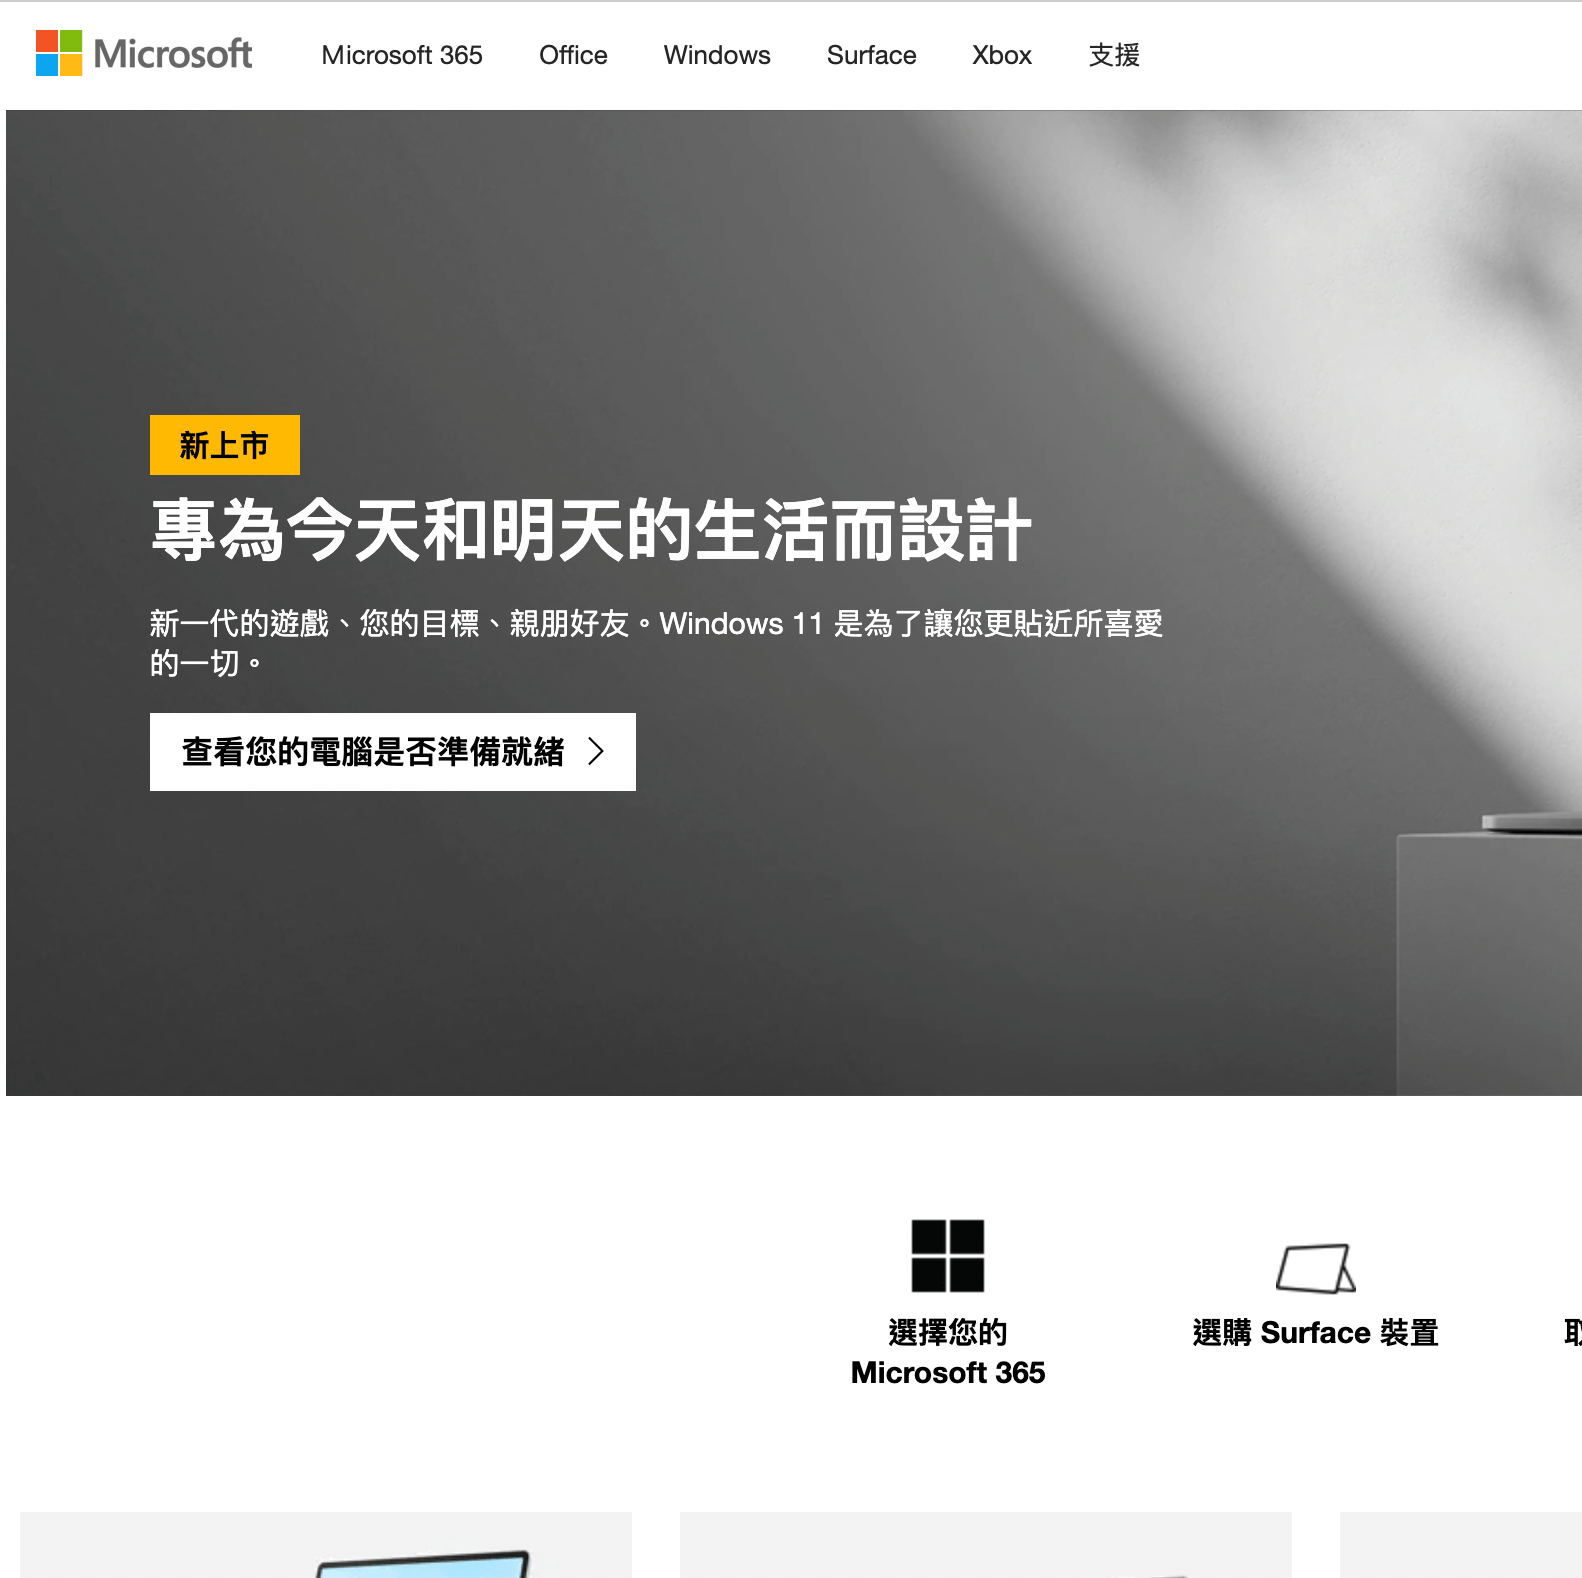 Microsoft
Microsoft 365
Office
Windows
Surface
Xbox
支援
新上市
專為今天和明天的生活而設計
新一代的遊戲、您的目標、親朋好友。Windows 11 是為了讓您更貼近所喜愛
的一切。
查看您的電腦是否準備就緒
選擇您的
Microsoft 365
選購 Surface 裝置